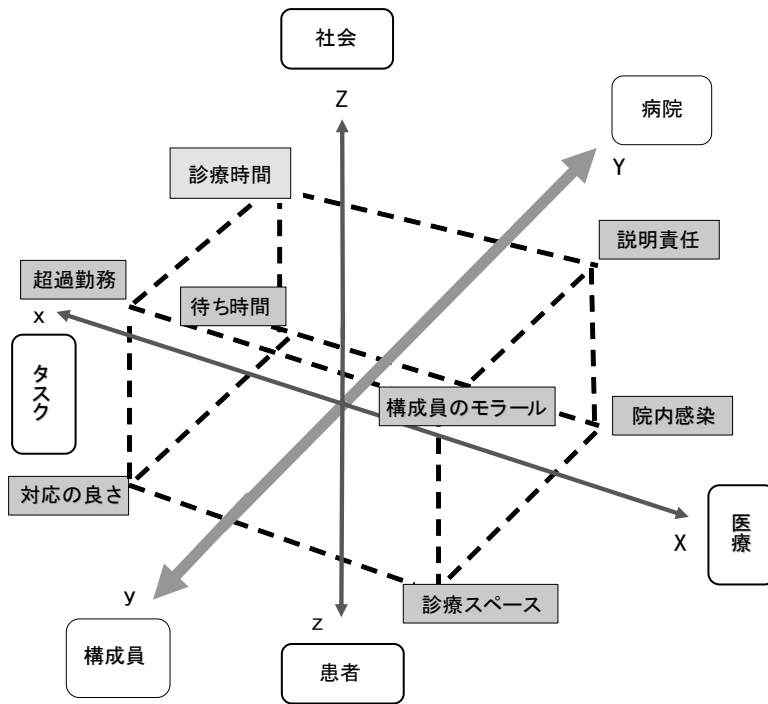 社会
Z
病院
Y
診療時間
説明責任
超過勤務
待ち時間
x
タスク
構成員のモラール
院内感染
対応の良さ
医療
X
y
診療スペース
z
構成員
患者